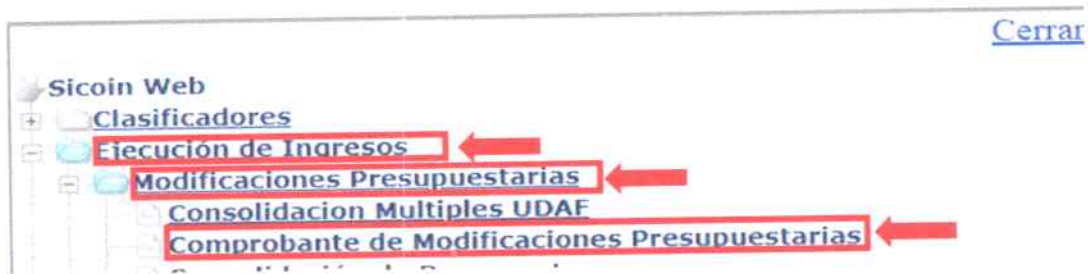 Cerrar
Sicoin Web
Clasificadores
Ejecución de Ingresos
Modificaciones Presupuestarias
Consolidacion Multiples UDAF
Comprobante de Modificaciones Presupuestarias